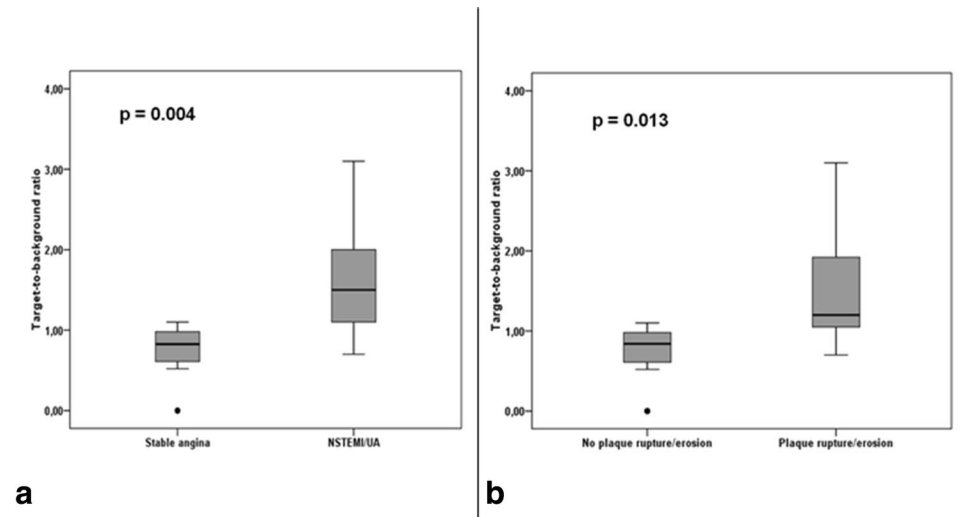 p = 0.004
Target-to-background ratio
4,00
3,00
2,00
1,00
0,00
Stable angina
NSTEMI/UA
a
p = 0.013
Target-to-background ratio
4,00
3,00
2,00
1,00
0,00
No plaque rupture/erosion
Plaque rupture/erosion
b